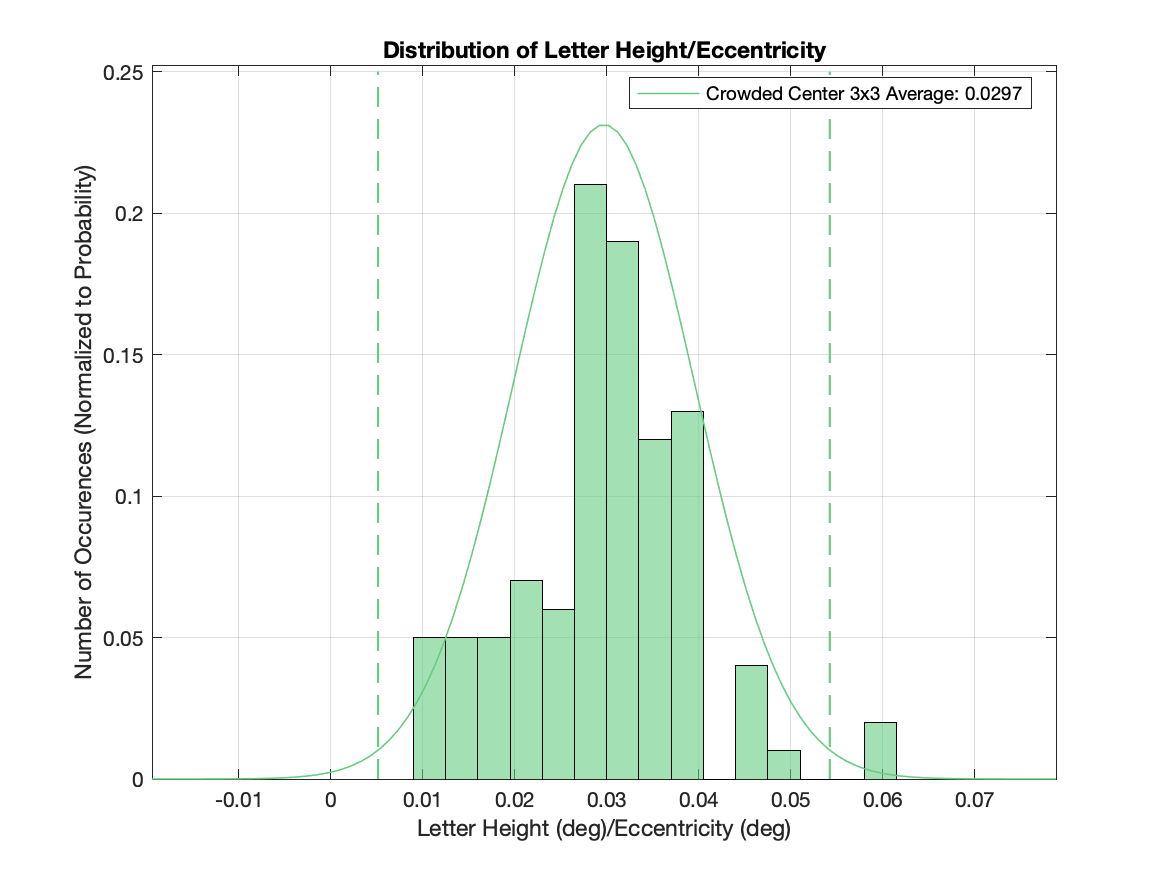 Distribution of Letter Height/Eccentricity
Crowded Center 3x3 Average: 0.0297
Number of Occurences (Normalized to Probability)
0.25
0.2
0.15
0.1
0.05
0
-0.01 0 0.01 0.02 0.03 0.04 0.05 0.06 0.07
Letter Height (deg)/Eccentricity (deg)